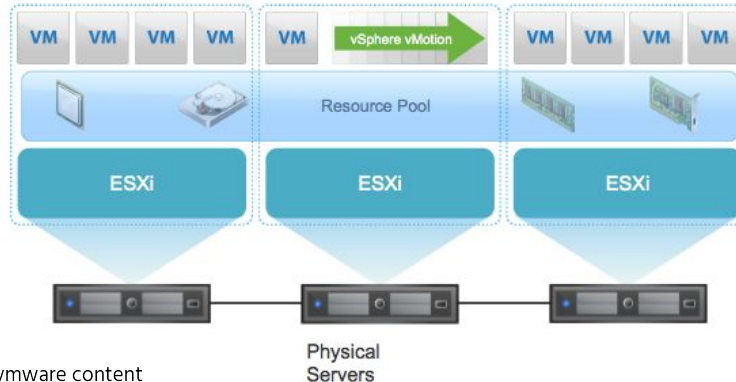 VM VM VM VM VM vSphere vMotion VM VM VM VM
Resource Pool
ESXi ESXi ESXi
Physical
Servers
vmware content